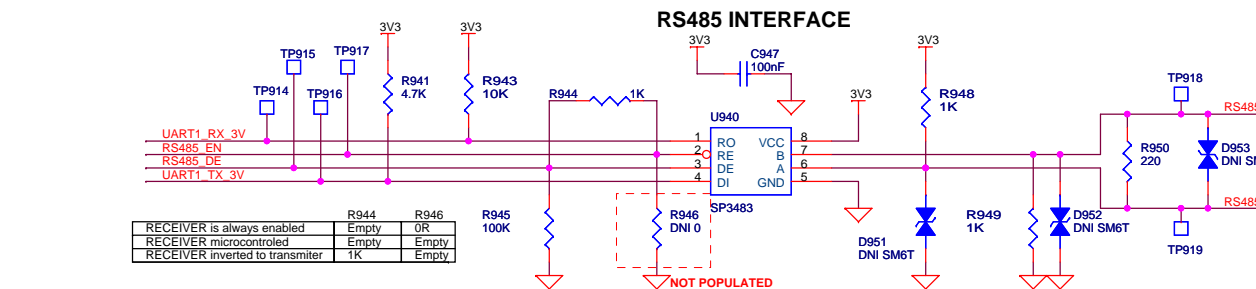 RS485 INTERFACE
3V3
3V3
3V3
3V3
C947
100nF
TP915
TP917
TP914
TP916
R941
4.7K
R943
10K
R944
1K
3V3
R948
1K
TP918
U940
UART1_RX_3V
RS485_EN
RS485_DE
UART1_TX_3V
1
2
3
4
RO
RE
DE
DI
VCC
B
A
GND
8
7
6
5
SP3483
RS485
R950
220
D953
DNI SM
RS485
R944
R946
RECEIVER is always enabled
Empty
0R
RECEIVER microcontroled
Empty
Empty
RECEIVER inverted to transmiter
1K
Empty
R945
100K
R946
DNI 0
NOT POPULATED
D951
DNI SM6T
R949
1K
D952
DNI SM6T
TP919